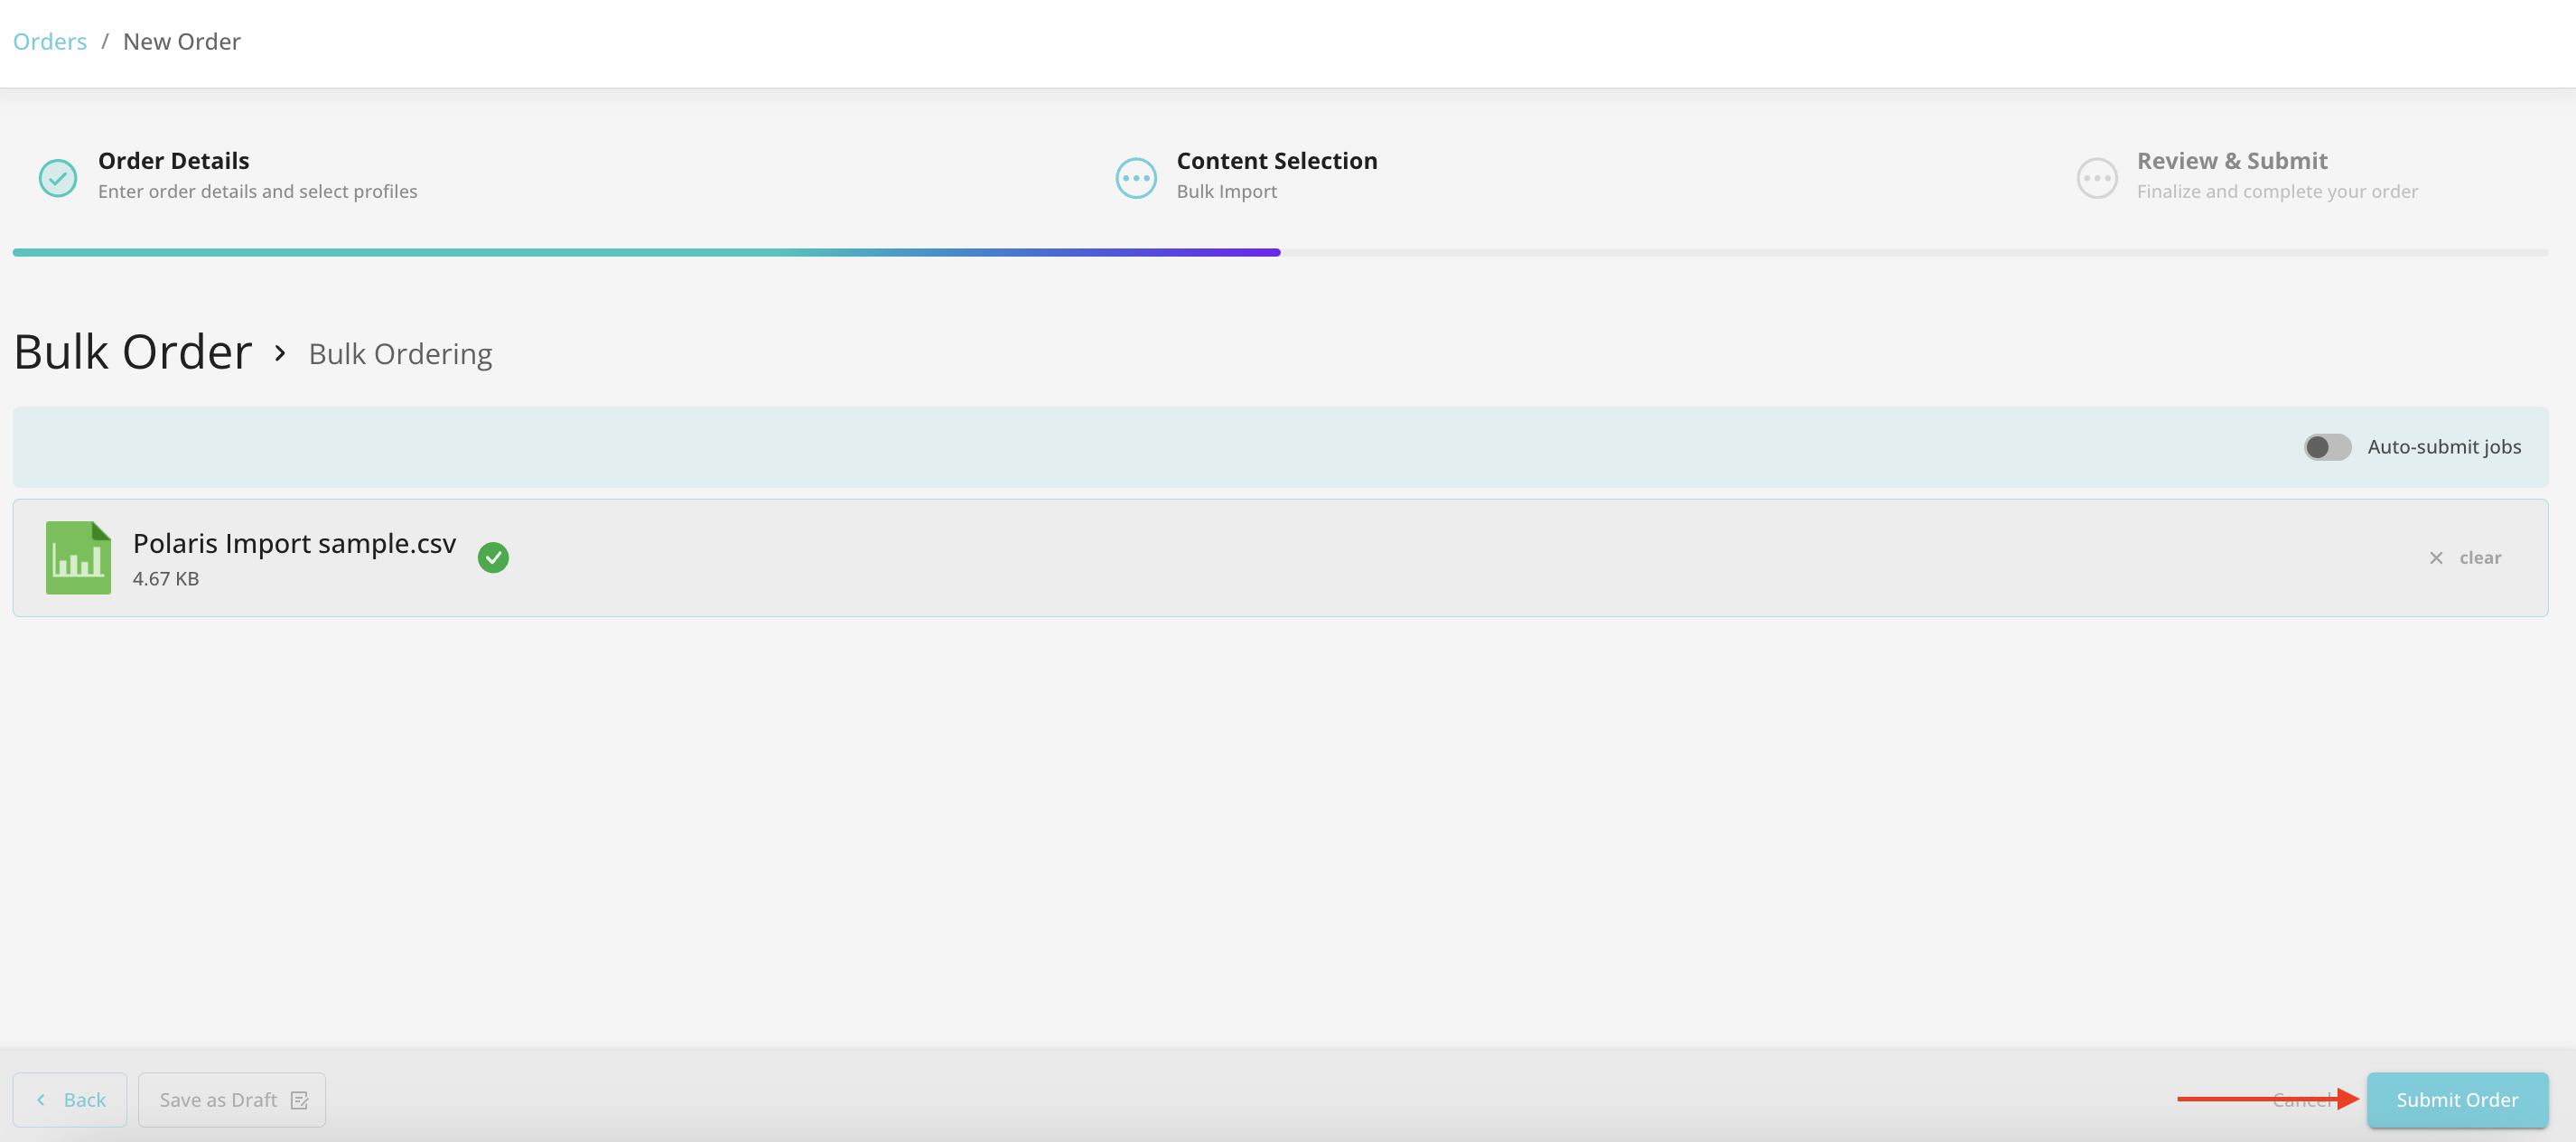 Orders / New Order
Order Details
Enter order details and select profiles
Content Selection
Bulk Import
Review & Submit
Finalize and complete your order
Bulk Order › Bulk Ordering
Auto-submit jobs
Polaris Import sample.csv
4.67 KB
clear
Back
Save as Draft
Cancel
Submit Order